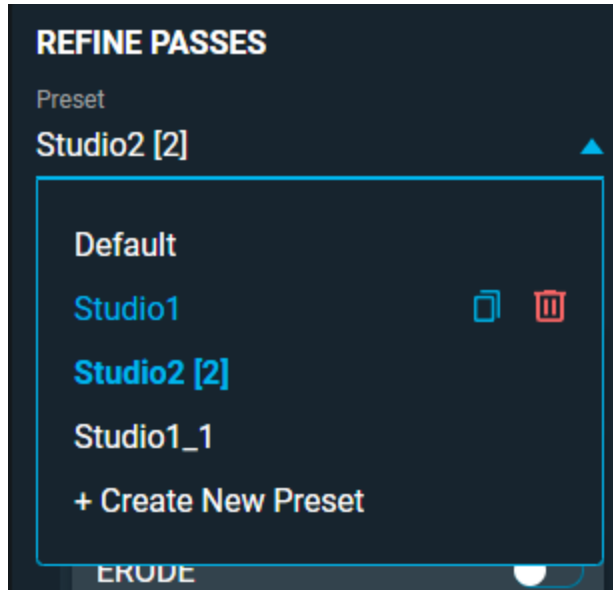 REFINE PASSES
Preset
Studio2 [2]
Default
Studio1
Studio2 [2]
Studio1_1
+ Create New Preset
ERODE